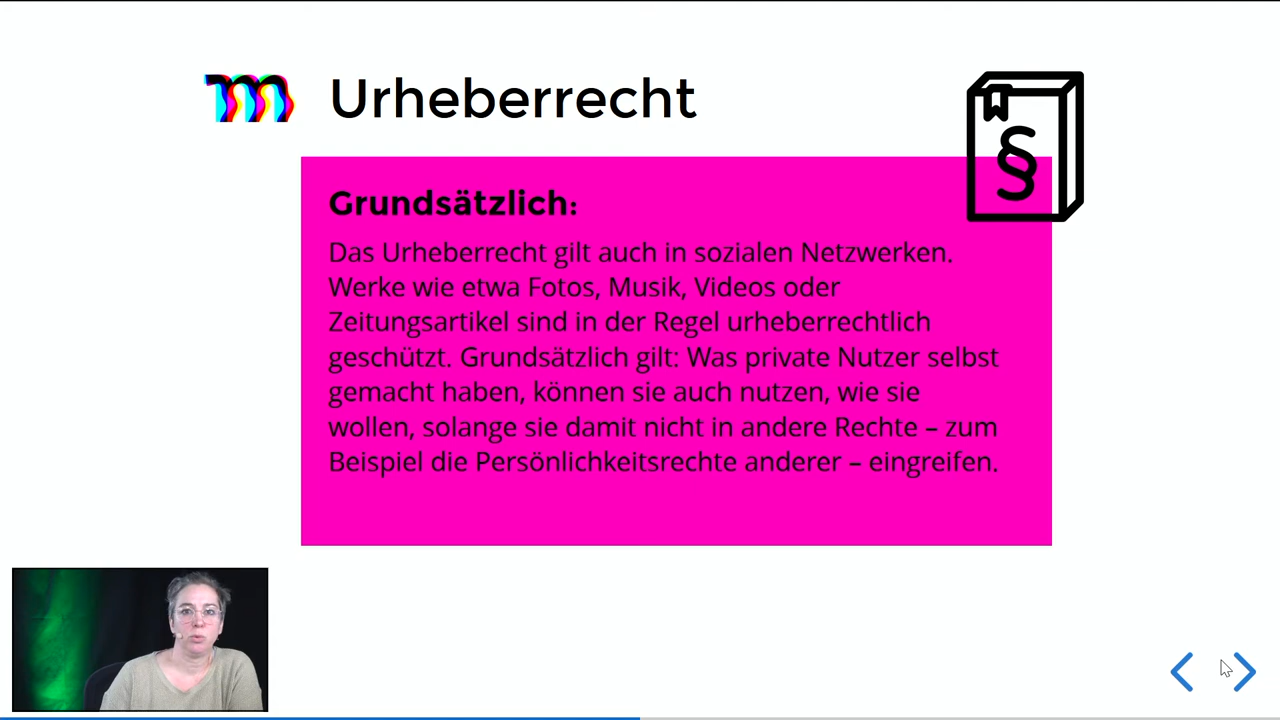 m Urheberrecht
§
Grundsätzlich:
Das Urheberrecht gilt auch in sozialen Netzwerken.
Werke wie etwa Fotos, Musik, Videos oder
Zeitungsartikel sind in der Regel urheberrechtlich
geschützt. Grundsätzlich gilt: Was private Nutzer selbst
gemacht haben, können sie auch nutzen, wie sie
wollen, solange sie damit nicht in andere Rechte – zum
Beispiel die Persönlichkeitsrechte anderer – eingreifen.